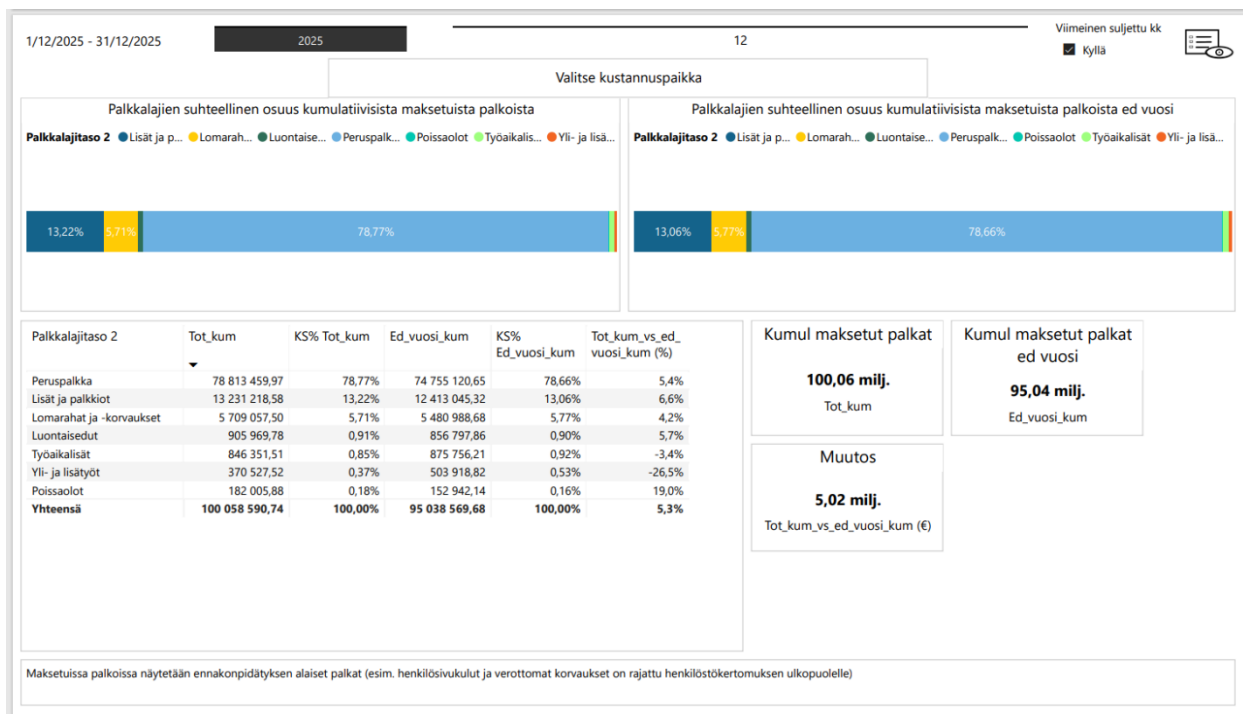 1/12/2025 - 31/12/2025
2025
12
Viimeinen suljettu kk
Kyllä
Valitse kustannuspaikka
Palkkalajien suhteellinen osuus kumulatiivisista maksetuista palkoista
Palkkalajitaso 2 Lisät ja p... Lomarah... Luontaise... Peruspalk... Poissaolot Työaikalis... Yli- ja lisä...
13,22% 5,71% 78,77%
Palkkalajien suhteellinen osuus kumulatiivisista maksetuista palkoista ed vuosi
Palkkalajitaso 2 Lisät ja p... Lomarah... Luontaise... Peruspalk... Poissaolot Työaikalisät Yli- ja lisä...
13,06% 5,77% 78,66%
Palkkalajitaso 2 Tot_kum KS% Tot_kum Ed_vuosi_kum KS% Tot_kum_vs_ed_
Ed_vuosi_kum vuosi_kum (%)
Peruspalkka 78 813 459,97 78,77% 74 755 120,65 78,66% 5,4%
Lisät ja palkkiot 13 231 218,58 13,22% 12 413 045,32 13,06% 6,6%
Lomarahat ja -korvaukset 5 709 057,50 5,71% 5 480 988,68 5,77% 4,2%
Luontaisedut 905 969,78 0,91% 856 797,86 0,90% 5,7%
Työaikalisät 846 351,51 0,85% 875 756,21 0,92% -3,4%
Yli- ja lisätyöt 370 527,52 0,37% 503 918,82 0,53% -26,5%
Poissaolot 182 005,88 0,18% 152 942,14 0,16% 19,0%
Yhteensä 100 058 590,74 100,00% 95 038 569,68 100,00% 5,3%
Kumul maksetut palkat
100,06 milj.
Tot_kum
Kumul maksetut palkat
ed vuosi
95,04 milj.
Ed_vuosi_kum
Muutos
5,02 milj.
Tot_kum_vs_ed_vuosi_kum (€)
Maksetuissa palkoissa näytetään ennakonpidätyksen alaiset palkat (esim. henkilösivukulut ja verottomat korvaukset on rajattu henkilöstökertomuksen ulkopuolelle)